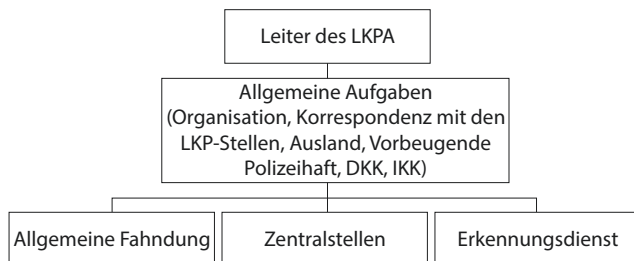 Leiter des LKPA
Allgemeine Aufgaben
(Organisation, Korrespondenz mit den
LKP-Stellen, Ausland, Vorbeugende
Polizeihaft, DKK, IKK)
Allgemeine Fahndung
Zentralstellen
Erkennungsdienst